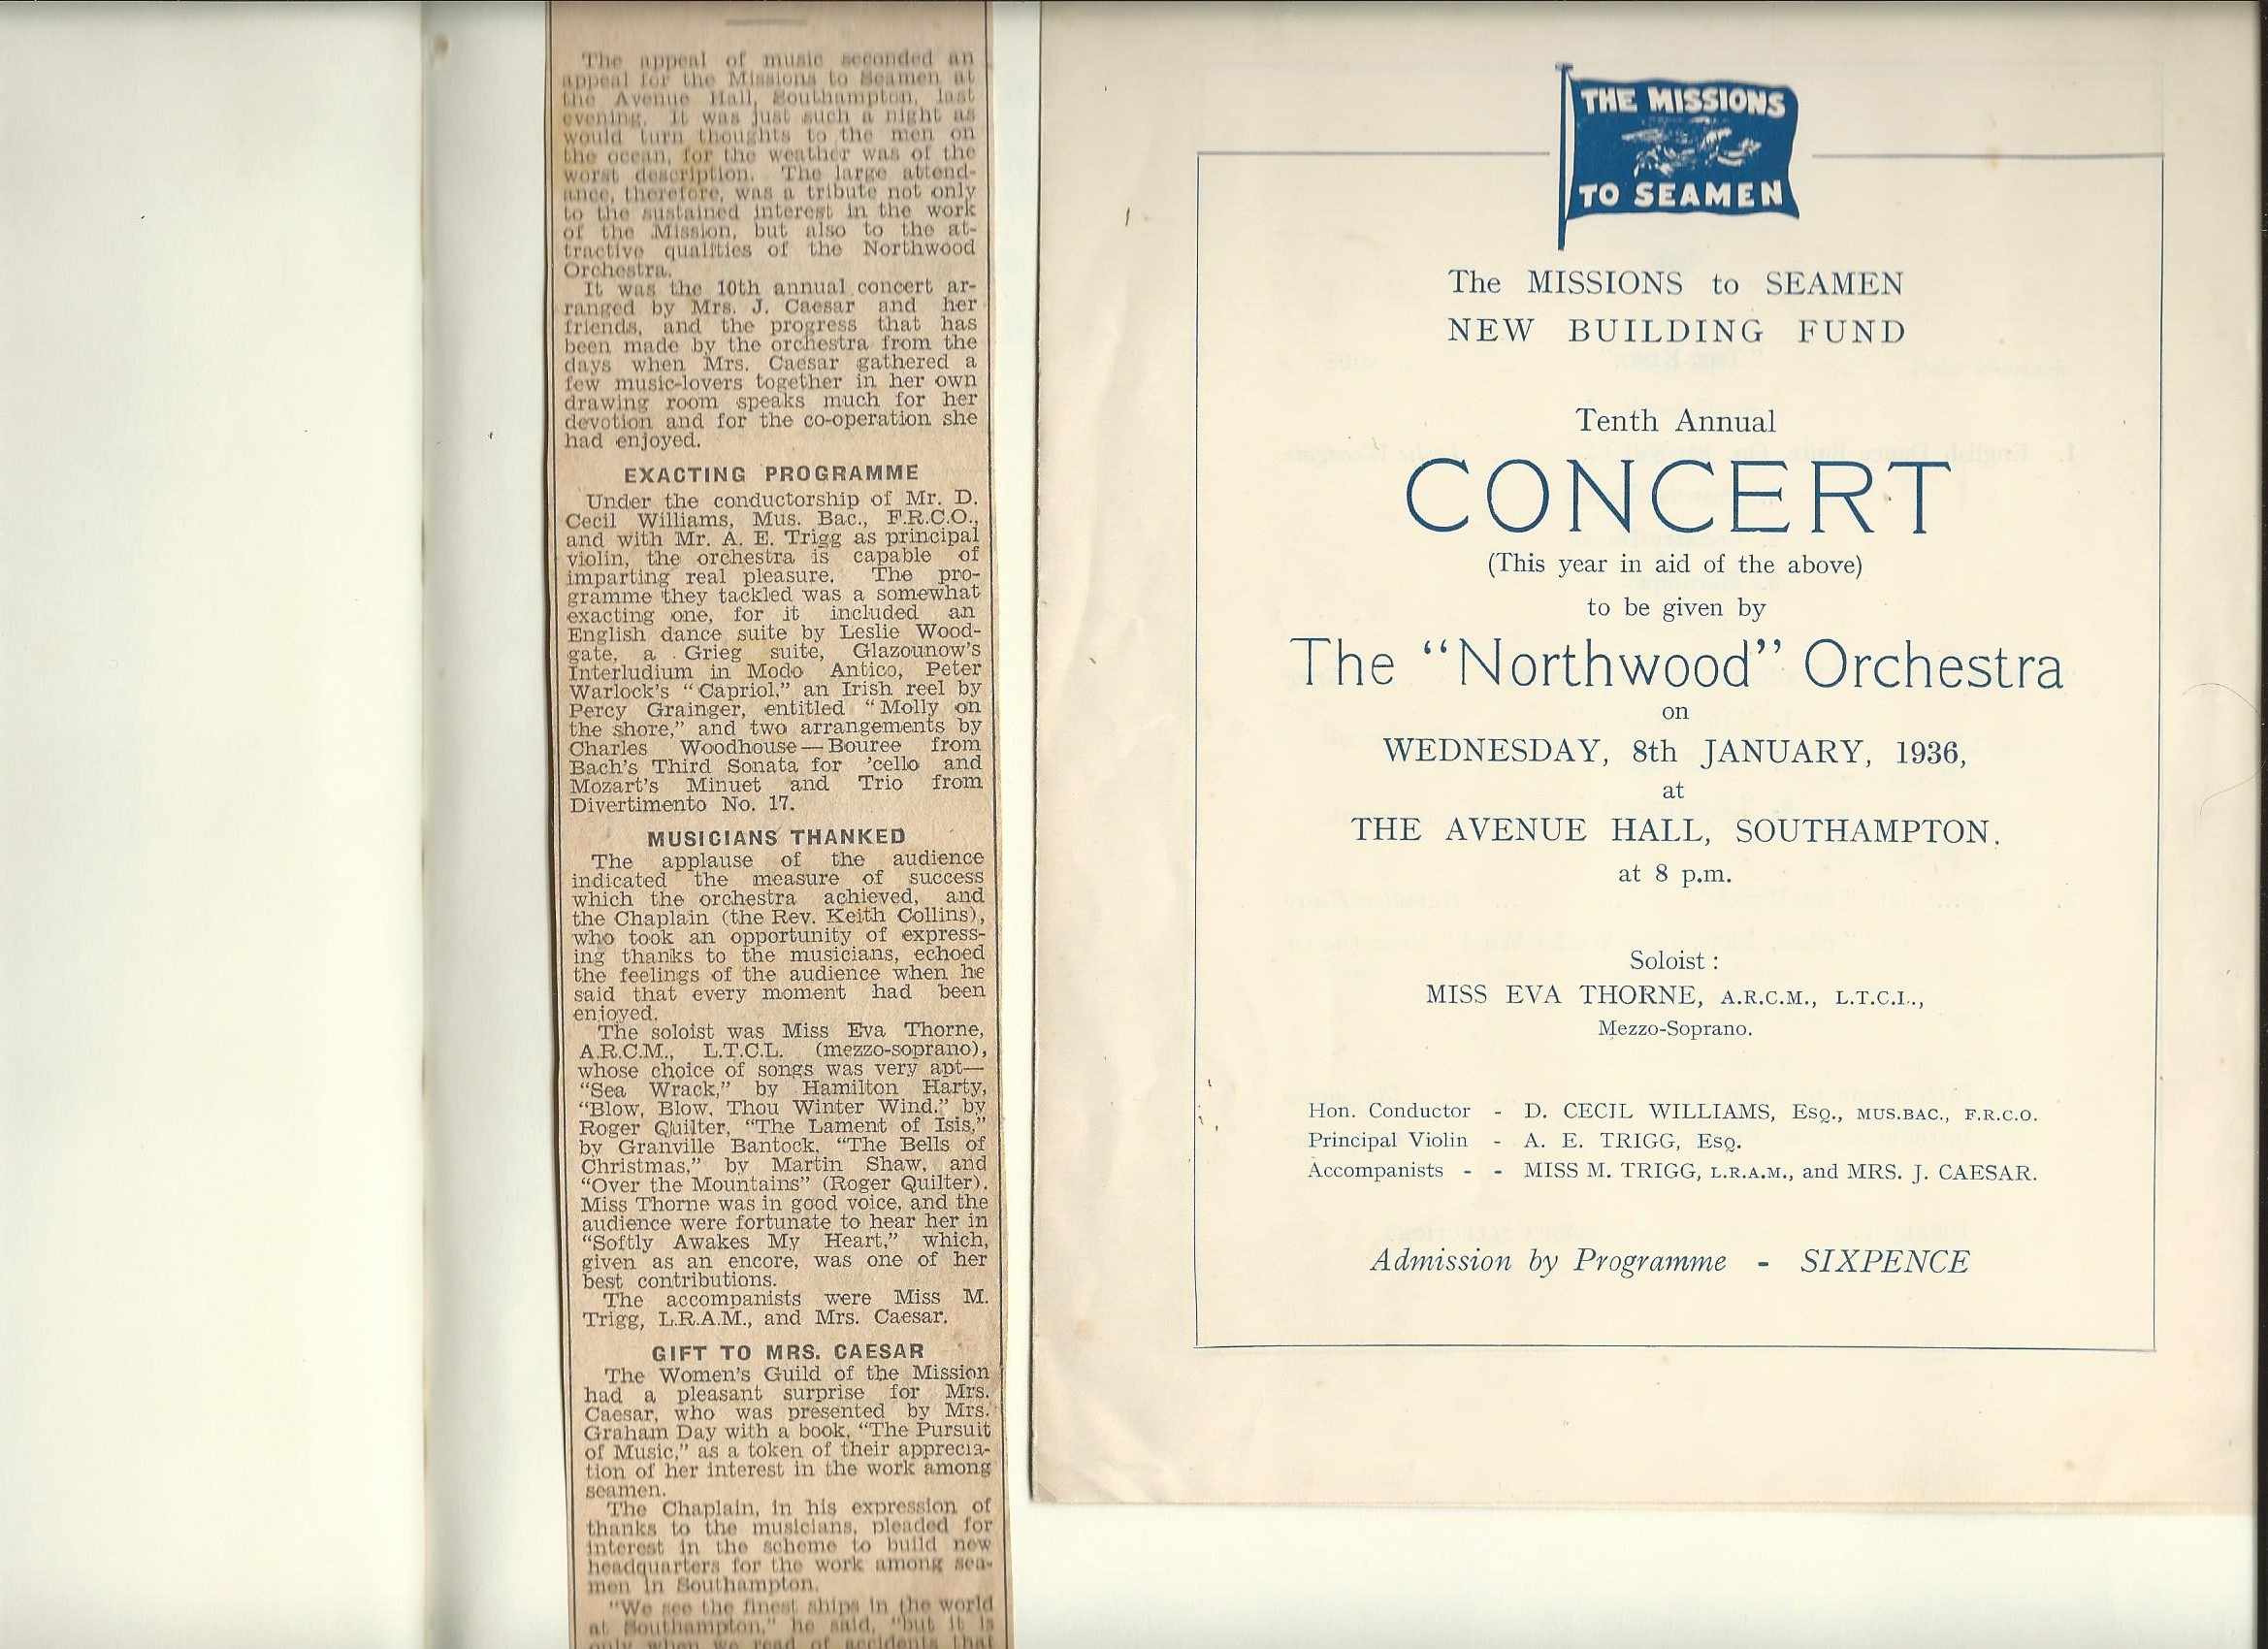 The appeal of music seconded an
appeal for the Missions to Seamen at
the Avenue Hall, Southampton, last
evening. It was just such a night as
would turn thoughts to the men on
the ocean, for the weather was of the
worst description. The large attend-
ance, therefore, was a tribute not only
to the sustained interest in the work
of the Mission, but also to the at-
tractive qualities of the Northwood
Orchestra.
It was the 10th annual concert ar-
ranged by Mrs. J. Caesar and her
friends, and the progress that has
been made by the orchestra from the
days when Mrs. Caesar gathered a
few music-lovers together in her own
drawing room speaks much for her
devotion and for the co-operation she
had enjoyed.
EXACTING PROGRAMME
Under the conductorship of Mr. D.
Cecil Williams, Mus. Bac., F.R.C.O.,
and with Mr. A. E. Trigg as principal
violin, the orchestra is capable of
imparting real pleasure. The pro-
gramme they tackled was a somewhat
exacting one, for it included an
English dance suite by Leslie Wood-
gate, a Grieg suite, Glazounow's
Interludium in Modo Antico, Peter
Warlock's "Capriol," an Irish reel by
Percy Grainger, entitled "Molly on
the shore," and two arrangements by
Charles Woodhouse—Bouree from
Bach's Third Sonata for 'cello and
Mozart's Minuet and Trio from
Divertimento No. 17.
MUSICIANS THANKED
The applause of the audience
indicated the measure of success
which the orchestra achieved, and
the Chaplain (the Rev. Keith Collins),
who took an opportunity of express-
ing thanks to the musicians, echoed
the feelings of the audience when he
said that every moment had been
enjoyed.
The soloist was Miss Eva Thorne,
A.R.C.M., L.T.C.L. (mezzo-soprano),
whose choice of songs was very apt—
"Sea Wrack," by Hamilton Harty,
"Blow, Blow, Thou Winter Wind," by
Roger Quilter, "The Lament of Isis,"
by Granville Bantock, "The Bells of
Christmas," by Martin Shaw, and
"Over the Mountains" (Roger Quilter).
Miss Thorne was in good voice, and the
audience were fortunate to hear her in
"Softly Awakes My Heart," which,
given as an encore, was one of her
best contributions.
The accompanists were Miss M.
Trigg, L.R.A.M., and Mrs. Caesar.
GIFT TO MRS. CAESAR
The Women's Guild of the Mission
had a pleasant surprise for Mrs.
Caesar, who was presented by Mrs.
Graham Day with a book, "The Pursuit
of Music," as a token of their apprecia-
tion of her interest in the work among
seamen.
The Chaplain, in his expression of
thanks to the musicians, pleaded for
interest in the scheme to build new
headquarters for the work among sea-
men in Southampton.
"We see the finest ships in the world
at Southampton," he said, "but it is
only when we read of accidents that
THE MISSIONS
TO SEAMEN
The MISSIONS to SEAMEN
NEW BUILDING FUND
Tenth Annual
CONCERT
(This year in aid of the above)
to be given by
The "Northwood" Orchestra
on
WEDNESDAY, 8th JANUARY, 1936,
at
THE AVENUE HALL, SOUTHAMPTON.
at 8 p.m.
Soloist :
MISS EVA THORNE, A.R.C.M., L.T.C.L.,
Mezzo-Soprano.
Hon. Conductor - D. CECIL WILLIAMS, Esq., MUS.BAC., F.R.C.O.
Principal Violin - A. E. TRIGG, Esq.
Accompanists - - MISS M. TRIGG, L.R.A.M., and MRS. J. CAESAR.
Admission by Programme - SIXPENCE